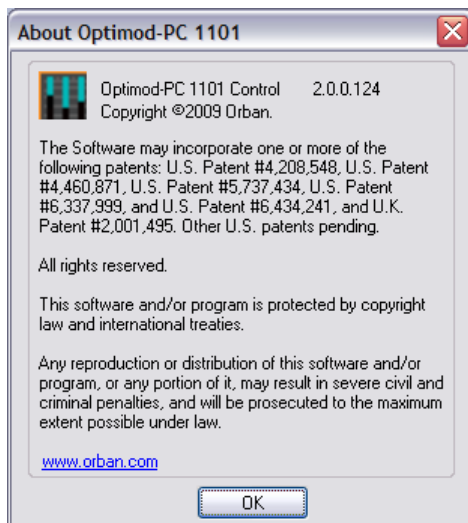 About Optimod-PC 1101
Optimod-PC 1101 Control 2.0.0.124
Copyright ©2009 Orban.
The Software may incorporate one or more of the
following patents: U.S. Patent #4,208,548, U.S. Patent
#4,460,871, U.S. Patent #5,737,434, U.S. Patent
#6,337,999, and U.S. Patent #6,434,241, and U.K.
Patent #2,001,495. Other U.S. patents pending.
All rights reserved.
This software and/or program is protected by copyright
law and international treaties.
Any reproduction or distribution of this software and/or
program, or any portion of it, may result in severe civil and
criminal penalties, and will be prosecuted to the maximum
extent possible under law.
www.orban.com
OK